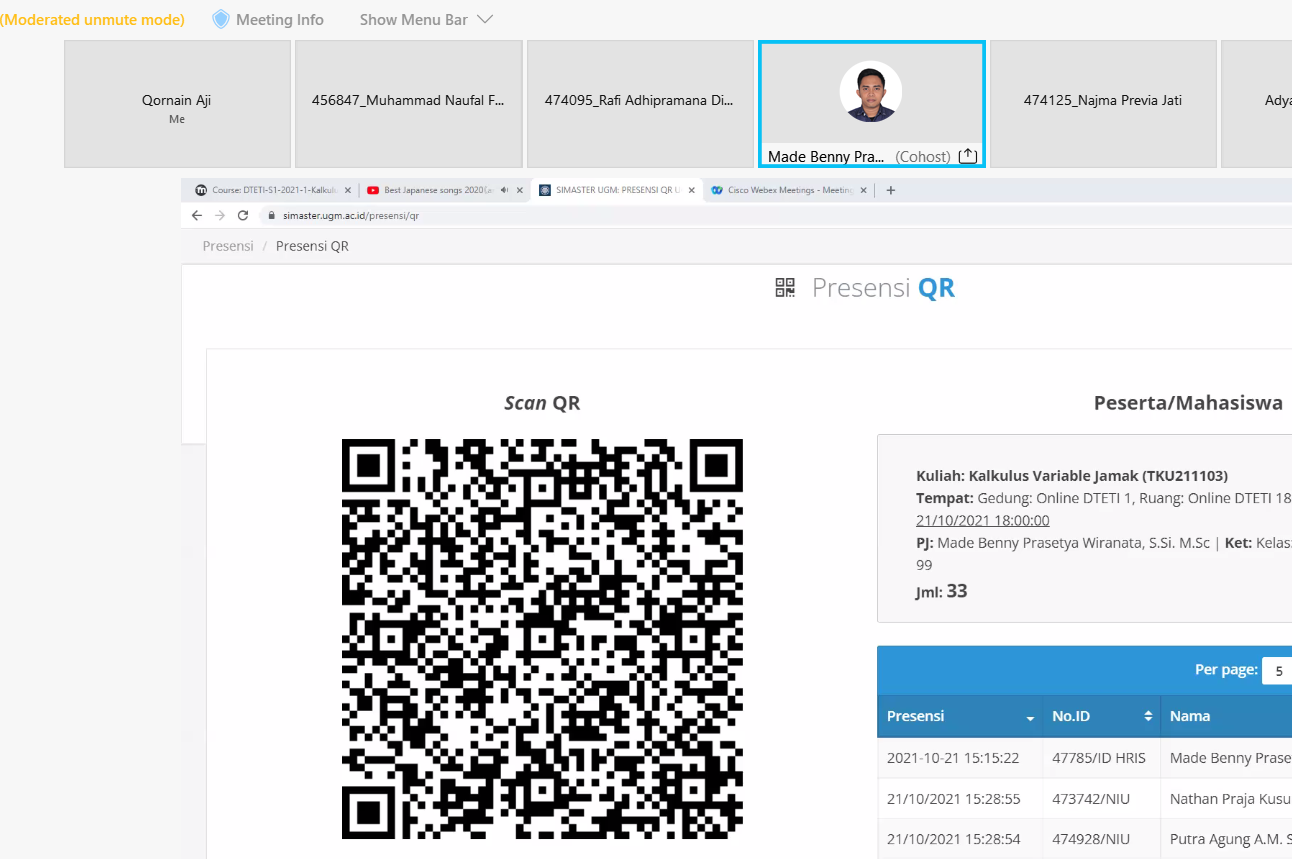 (Moderated unmute mode) Meeting Info Show Menu Bar
Qornain Aji
Me
456847_Muhammad Naufal F...
474095_Rafi Adhipramana Di...
Made Benny Pra... (Cohost)
474125_Najma Previa Jati
Adya
Course: DTETI-S1-2021-1-Kalkulu
Best Japanese songs 2020
SIMASTER UGM: PRESENSI QR U
Cisco Webex Meetings - Meeting
simaster.ugm.ac.id/presensi/qr
Presensi / Presensi QR
Presensi QR
Scan QR
Peserta/Mahasiswa
Kuliah: Kalkulus Variable Jamak (TKU211103)
Tempat: Gedung: Online DTETI 1, Ruang: Online DTETI 18
21/10/2021 18:00:00
PJ: Made Benny Prasetya Wiranata, S.Si. M.Sc | Ket: Kelas:
99
Jml: 33
Per page: 5
Presensi No.ID Nama
2021-10-21 15:15:22 47785/ID HRIS Made Benny Prase
21/10/2021 15:28:55 473742/NIU Nathan Praja Kusu
21/10/2021 15:28:54 474928/NIU Putra Agung A.M. S